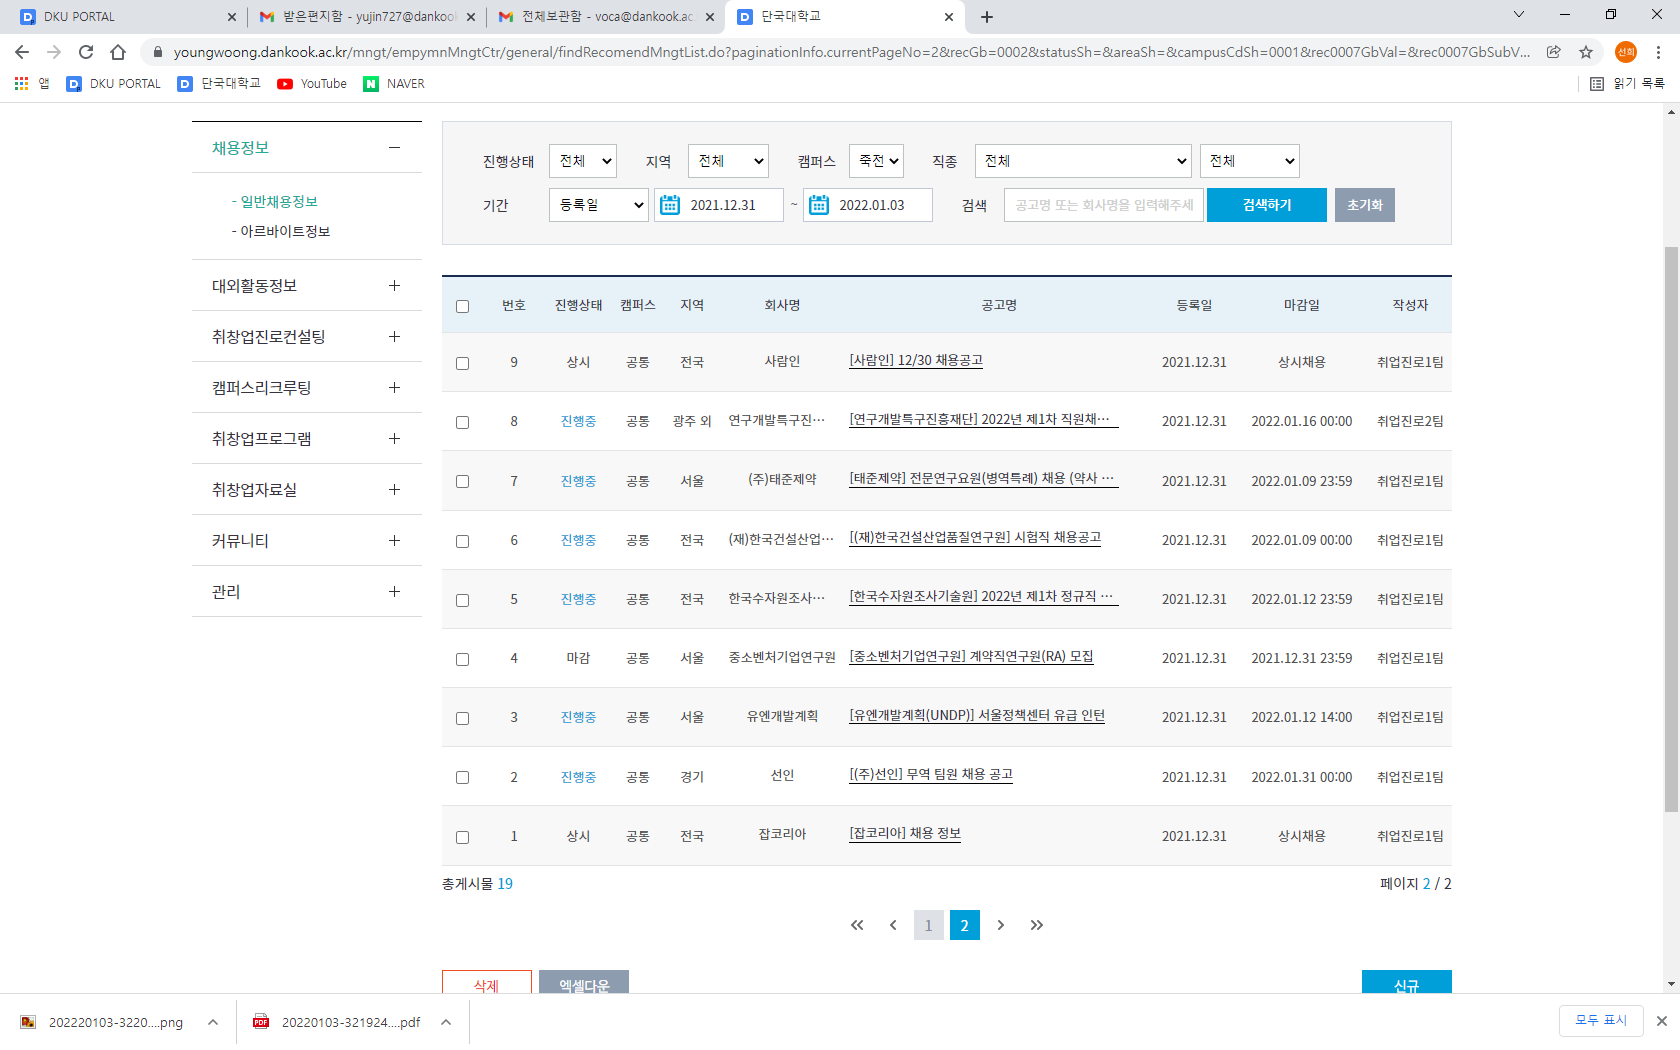 DKU PORTAL
받은편지함 - yujin727@dankook
전체보관함 - voca@dankook.ac.
단국대학교
youngwoong.dankook.ac.kr/mngt/empymnMngtCtr/general/findRecomendMngtList.do?paginationInfo.currentPageNo=2&recGb=0002&statusSh=&areaSh=&campusCdSh=0001&rec0007GbVal=&rec0007GbSubV...
선희
앱 DKU PORTAL 단국대학교 YouTube NAVER 읽기 목록
채용정보
- 일반채용정보
- 아르바이트정보
대외활동정보
취창업진로컨설팅
캠퍼스리크루팅
취창업프로그램
취창업자료실
커뮤니티
관리
진행상태 전체 지역 전체 캠퍼스 죽전 직종 전체 전체
기간 등록일 2021.12.31 ~ 2022.01.03 검색 공고명 또는 회사명을 입력해주세 검색하기 초기화
번호 진행상태 캠퍼스 지역 회사명 공고명 등록일 마감일 작성자
9 상시 공통 전국 사람인 [사람인] 12/30 채용공고 2021.12.31 상시채용 취업진로1팀
8 진행중 공통 광주 외 연구개발특구진… [연구개발특구진흥재단] 2022년 제1차 직원채… 2021.12.31 2022.01.16 00:00 취업진로2팀
7 진행중 공통 서울 (주)태준제약 [태준제약] 전문연구요원(병역특례) 채용 (약사 … 2021.12.31 2022.01.09 23:59 취업진로1팀
6 진행중 공통 전국 (재)한국건설산업… [(재)한국건설산업품질연구원] 시험직 채용공고 2021.12.31 2022.01.09 00:00 취업진로1팀
5 진행중 공통 전국 한국수자원조사… [한국수자원조사기술원] 2022년 제1차 정규직 … 2021.12.31 2022.01.12 23:59 취업진로1팀
4 마감 공통 서울 중소벤처기업연구원 [중소벤처기업연구원] 계약직연구원(RA) 모집 2021.12.31 2021.12.31 23:59 취업진로1팀
3 진행중 공통 서울 유엔개발계획 [유엔개발계획(UNDP)] 서울정책센터 유급 인턴 2021.12.31 2022.01.12 14:00 취업진로1팀
2 진행중 공통 경기 선인 [(주)선인] 무역 팀원 채용 공고 2021.12.31 2022.01.31 00:00 취업진로1팀
1 상시 공통 전국 잡코리아 [잡코리아] 채용 정보 2021.12.31 상시채용 취업진로1팀
총게시물 19 페이지 2 / 2
1 2
삭제 엑셀다운 신규
202220103-3220....png 20220103-321924....pdf 모두 표시